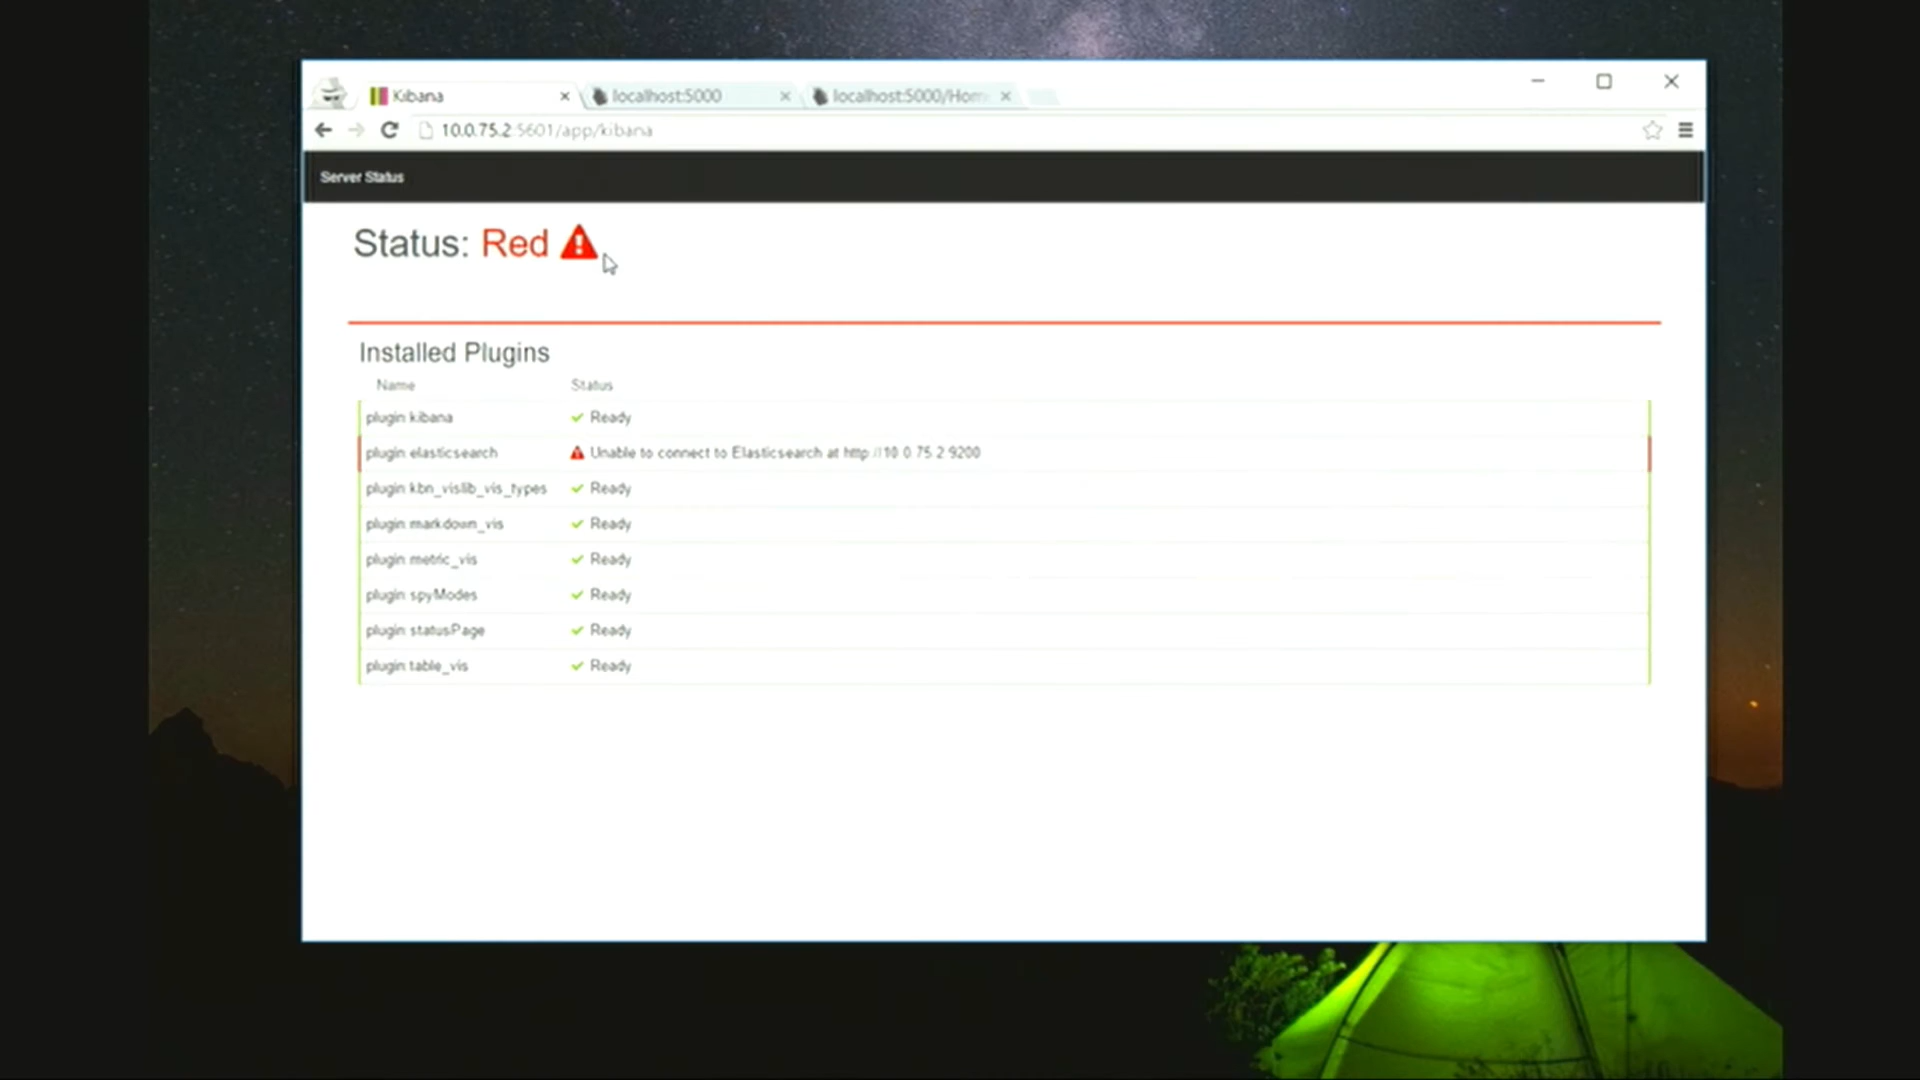 Kibana
localhost:5000
localhost:5000/Hom
10.0.75.2:5601/app/kibana
Server Status
Status: Red
Installed Plugins
Name Status
plugin:kibana Ready
plugin:elasticsearch Unable to connect to Elasticsearch at http://10.0.75.2:9200
plugin:kbn_vislib_vis_types Ready
plugin:markdown_vis Ready
plugin:metric_vis Ready
plugin:spyModes Ready
plugin:statusPage Ready
plugin:table_vis Ready